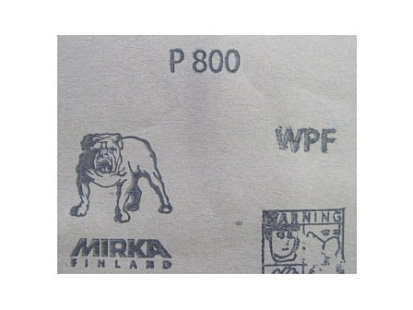 P 800
WPF
WARNING
MIRKA
FINLAND